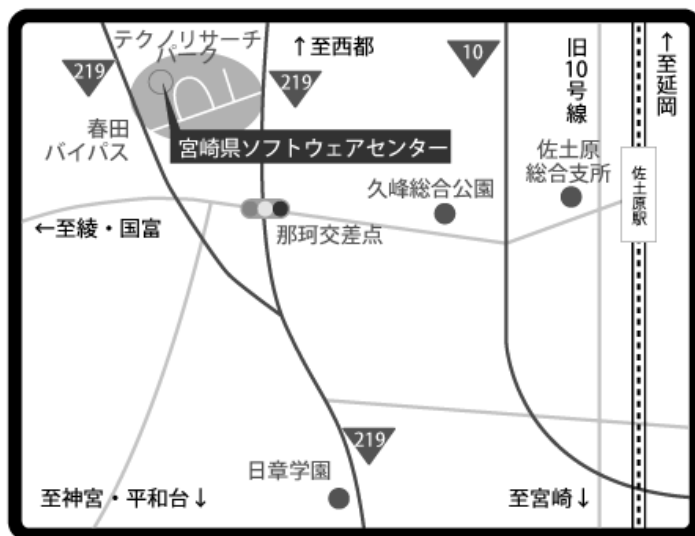 テクノリサーチ
パーク
↑至西都
219
219
10
旧10号線
↑至延岡
春田
バイパス
宮崎県ソフトウェアセンター
佐土原
総合支所
佐土原駅
久峰総合公園
←至綾・国富
那珂交差点
219
日章学園
至神宮・平和台↓
至宮崎↓